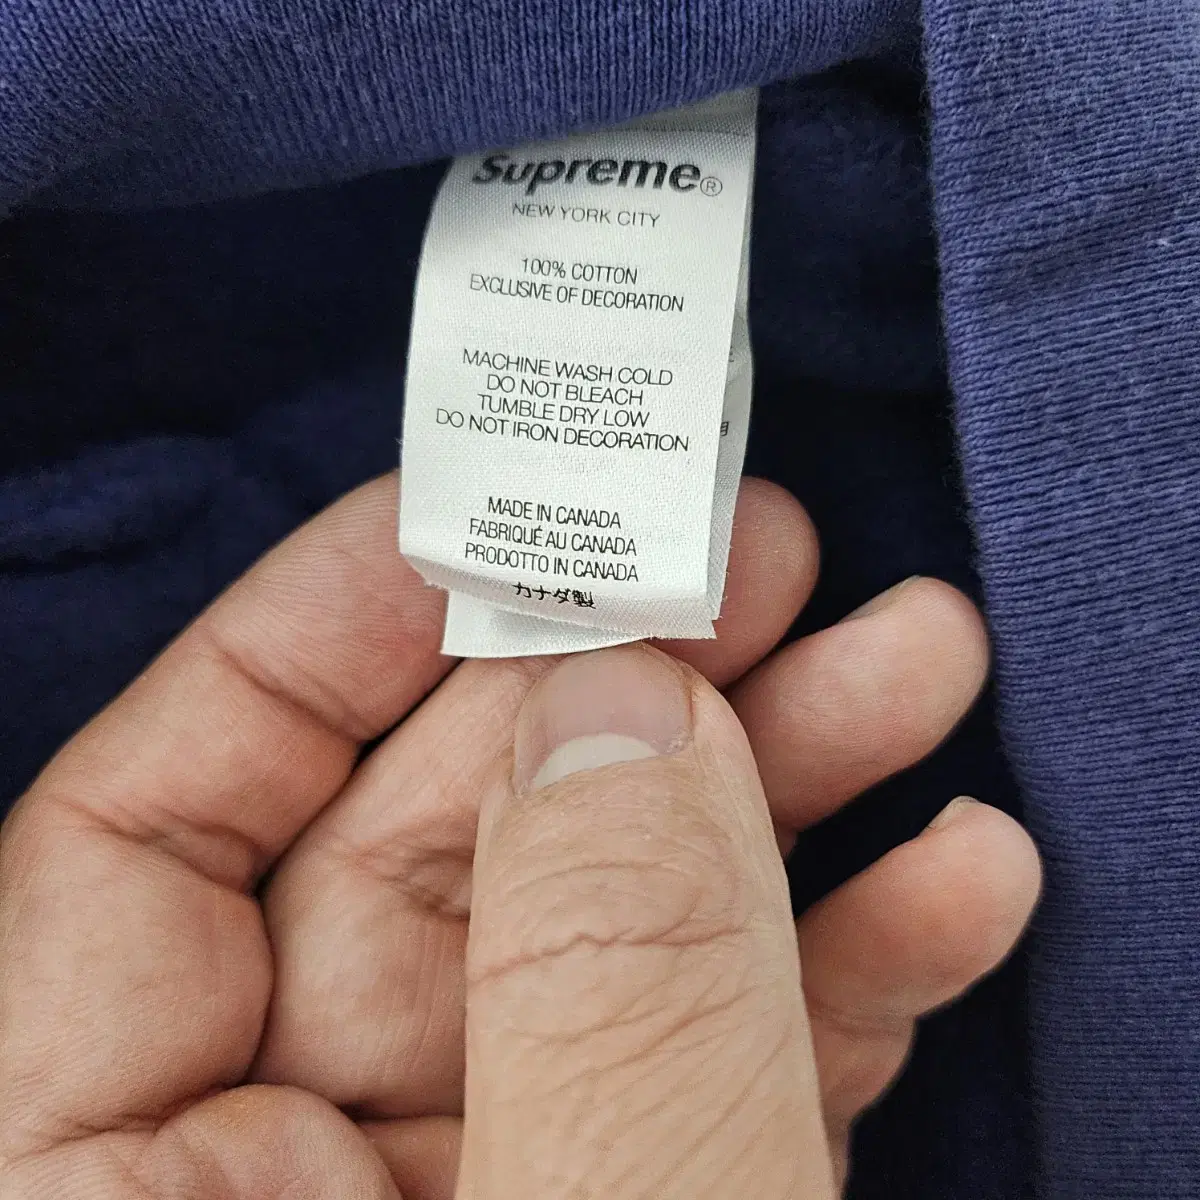 Supreme®
NEW YORK CITY
100% COTTON
EXCLUSIVE OF DECORATION
MACHINE WASH COLD
DO NOT BLEACH
TUMBLE DRY LOW
DO NOT IRON DECORATION
MADE IN CANADA
FABRIQUÉ AU CANADA
PRODOTTO IN CANADA
カナダ製